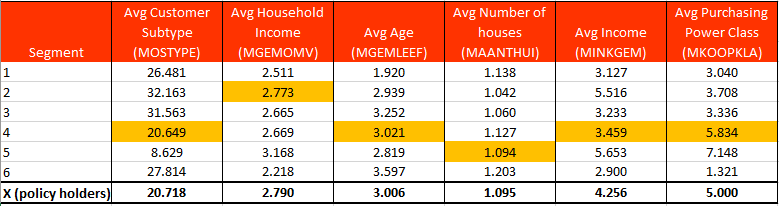 Segment Avg Customer Subtype (MOSTYPE) Avg Household Income (MGEMOMV) Avg Age (MGEMLEEF) Avg Number of houses (MAANTHUI) Avg Income (MINKGEM) Avg Purchasing Power Class (MKOOPKLA)
1 26.481 2.511 1.920 1.138 3.127 3.040
2 32.163 2.773 2.939 1.042 5.516 3.708
3 31.563 2.665 3.252 1.060 3.233 3.336
4 20.649 2.669 3.021 1.127 3.459 5.834
5 8.629 3.168 2.819 1.094 5.653 7.148
6 27.814 2.218 3.597 1.203 2.900 1.321
X (policy holders) 20.718 2.790 3.006 1.095 4.256 5.000